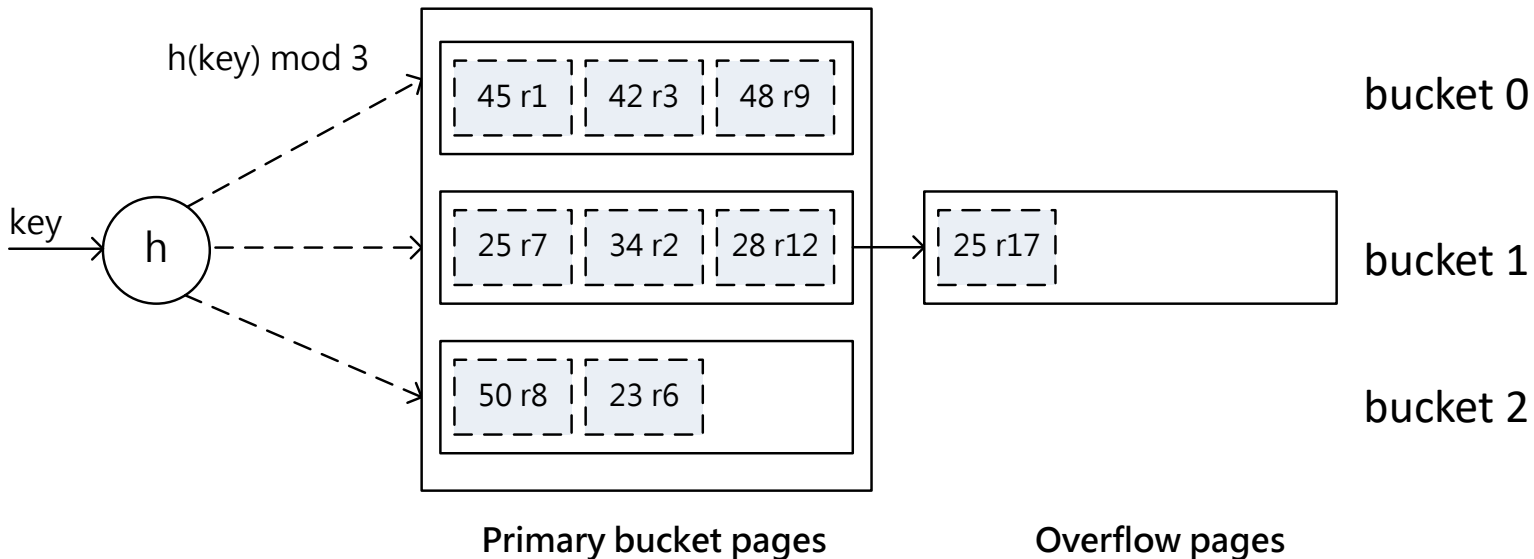 h(key) mod 3
45 r1 42 r3 48 r9
bucket 0
key
h
25 r7 34 r2 28 r12
25 r17
bucket 1
50 r8 23 r6
bucket 2
Primary bucket pages
Overflow pages